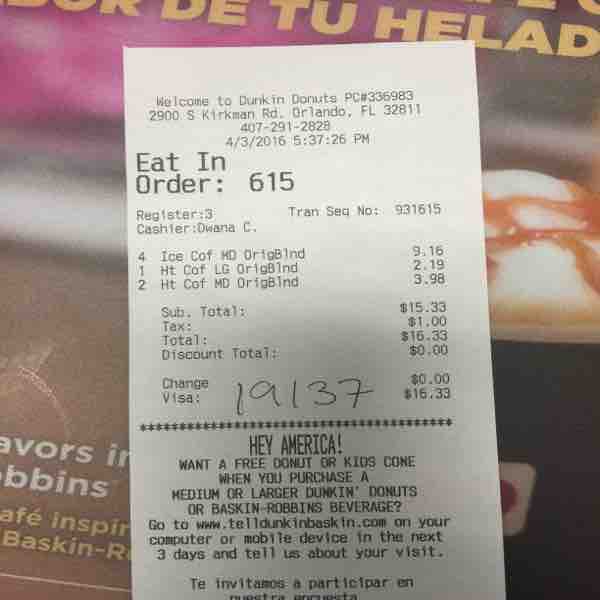 DOR DE TU HELAD
Welcome to Dunkin Donuts PC#336983
2900 S Kirkman Rd. Orlando, FL 32811
407-291-2828
4/3/2016 5:37:26 PM
Eat In
Order: 615
Register:3 Tran Seq No: 931615
Cashier:Dwana C.
4 Ice Cof MD OrigBlnd 9.16
1 Ht Cof LG OrigBlnd 2.19
2 Ht Cof MD OrigBlnd 3.98
Sub. Total: $15.33
Tax: $1.00
Total: $16.33
Discount Total: $0.00
Change $0.00
Visa: 19137 $16.33
****************************************
HEY AMERICA!
WANT A FREE DONUT OR KIDS CONE
WHEN YOU PURCHASE A
MEDIUM OR LARGER DUNKIN' DONUTS
OR BASKIN-ROBBINS BEVERAGE?
Go to www.telldunkinbaskin.com on your
computer or mobile device in the next
3 days and tell us about your visit.
Te invitamos a participar en
nuestra encuesta
avors in
obbins
afé inspir
Baskin-R